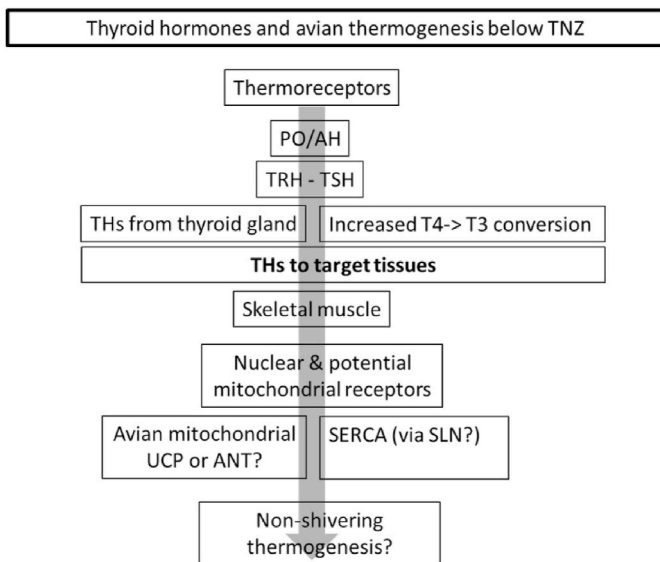 Thyroid hormones and avian thermogenesis below TNZ
Thermoreceptors
PO/AH
TRH - TSH
THs from thyroid gland
Increased T4-> T3 conversion
THs to target tissues
Skeletal muscle
Nuclear & potential
mitochondrial receptors
Avian mitochondrial
UCP or ANT?
SERCA (via SLN?)
Non-shivering
thermogenesis?